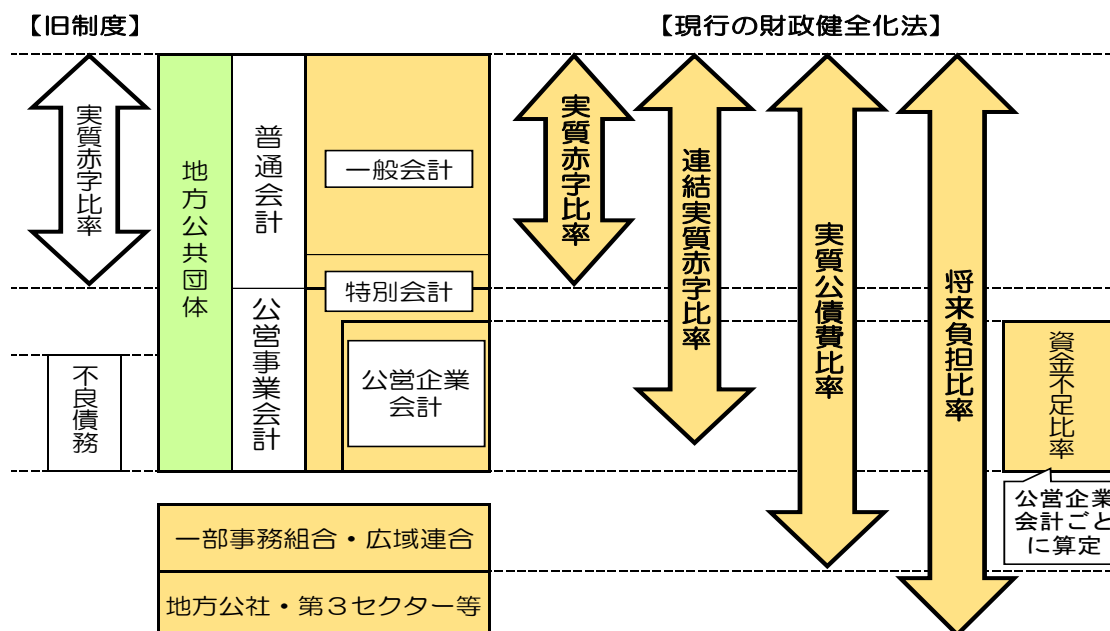 【旧制度】
【現行の財政健全化法】
実質赤字比率
地方公共団体
普通会計
一般会計
特別会計
公営事業会計
公営企業
会計
不良債務
一部事務組合・広域連合
地方公社・第３セクター等
実質赤字比率
連結実質赤字比率
実質公債費比率
将来負担比率
資金不足比率
公営企業
会計ごと
に算定